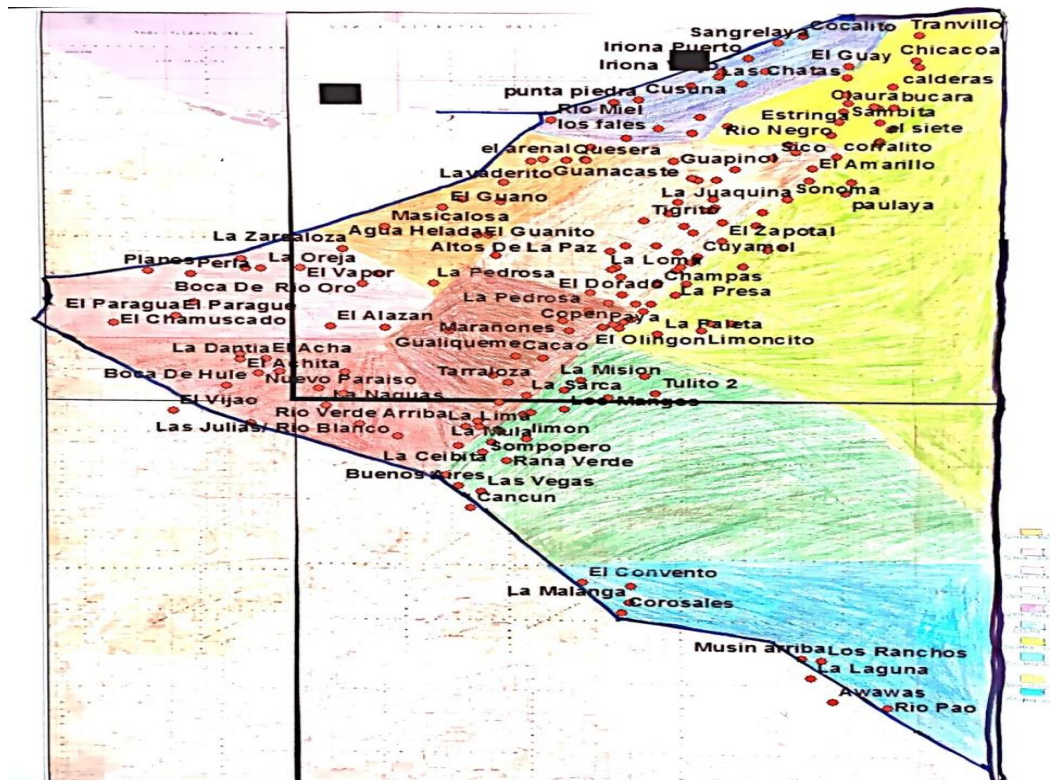 Cocalito
Tranvillo
Sangrelaya
Iriona Puerto
El Guay
Chicacoa
Iriona
Las Chatas
calderas
punta piedra
Cusuna
Olaurabucara
Rio Miel
Estringa
Sambita
los fales
Rio Negro
el siete
el arenal
Quesera
Sico
corralito
Guapinol
El Amarillo
Lavaderito
Guanacaste
La Juaquina
Sonoma
El Guano
paulaya
Masicalosa
Tigrito
Agua Helada
El Guanito
El Zapotal
La Zarzaloza
Altos De La Paz
Cuyamel
Planes
Perla
La Oreja
La Loma
El Vapor
La Pedrosa
Champas
Boca De Rio Oro
El Dorado
La Presa
El Paragua
El Parague
La Pedrosa
El Chamuscado
El Alazan
Copen
Paya
Marañones
La Paleta
Gualiqueme
El Olingon
Limoncito
La Dantia
El Acha
Cacao
El Achita
La Mision
Boca De Hule
Nuevo Paraiso
Tarraloza
La Sarca
Tulito 2
El Vijao
La Naguas
Los Mangos
Rio Verde Arriba
La Lima
Las Julias/ Rio Blanco
La Mula
limon
Sompopero
La Ceibita
Rana Verde
Buenos Aires
Las Vegas
Cancun
El Convento
La Malanga
Corosales
Musin arriba
Los Ranchos
La Laguna
Awawas
Rio Pao